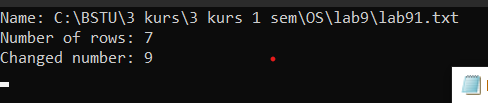 Name: C:\BSTU\3 kurs\3 kurs 1 sem\OS\lab9\lab91.txt
Number of rows: 7
Changed number: 9